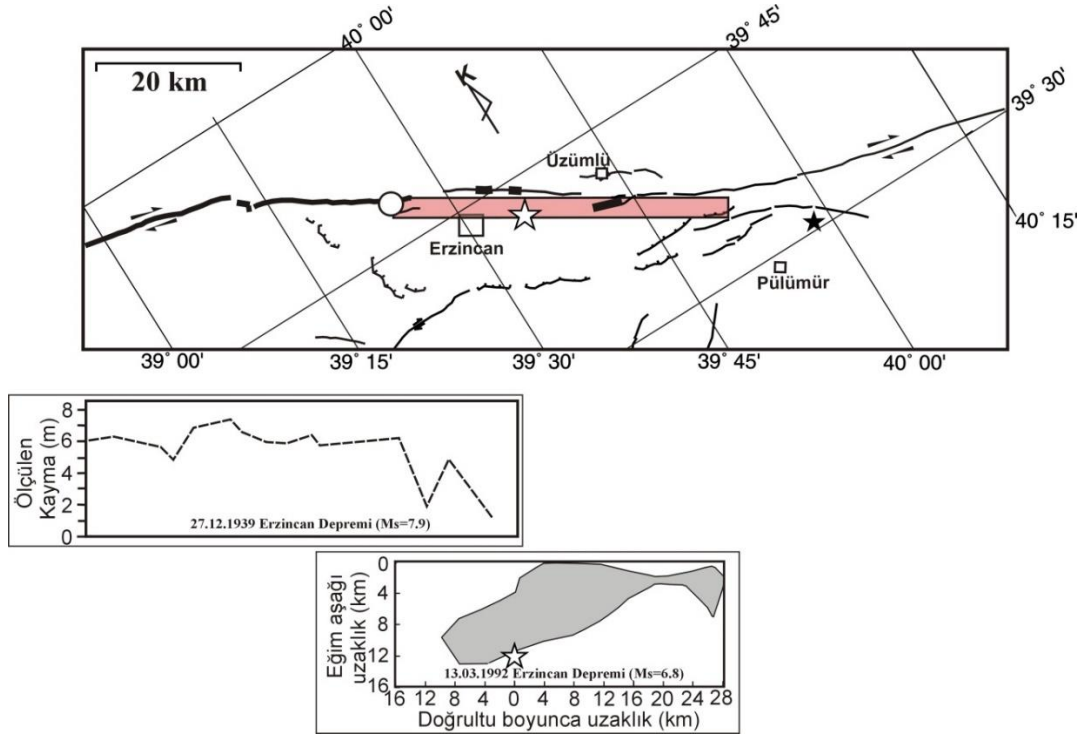 40° 00'
39° 45'
20 km
K
39° 30'
Üzümlü
Erzincan
40° 15'
Pülümür
39° 00'
39° 15'
39° 30'
39° 45'
40° 00'
8
6
4
2
0
Ölçülen
Kayma (m)
27.12.1939 Erzincan Depremi (Ms=7.9)
0
4
8
12
16
Eğim aşağı
uzaklık (km)
13.03.1992 Erzincan Depremi (Ms=6.8)
16 12 8 4 0 4 8 12 16 20 24 28
Doğrultu boyunca uzaklık (km)